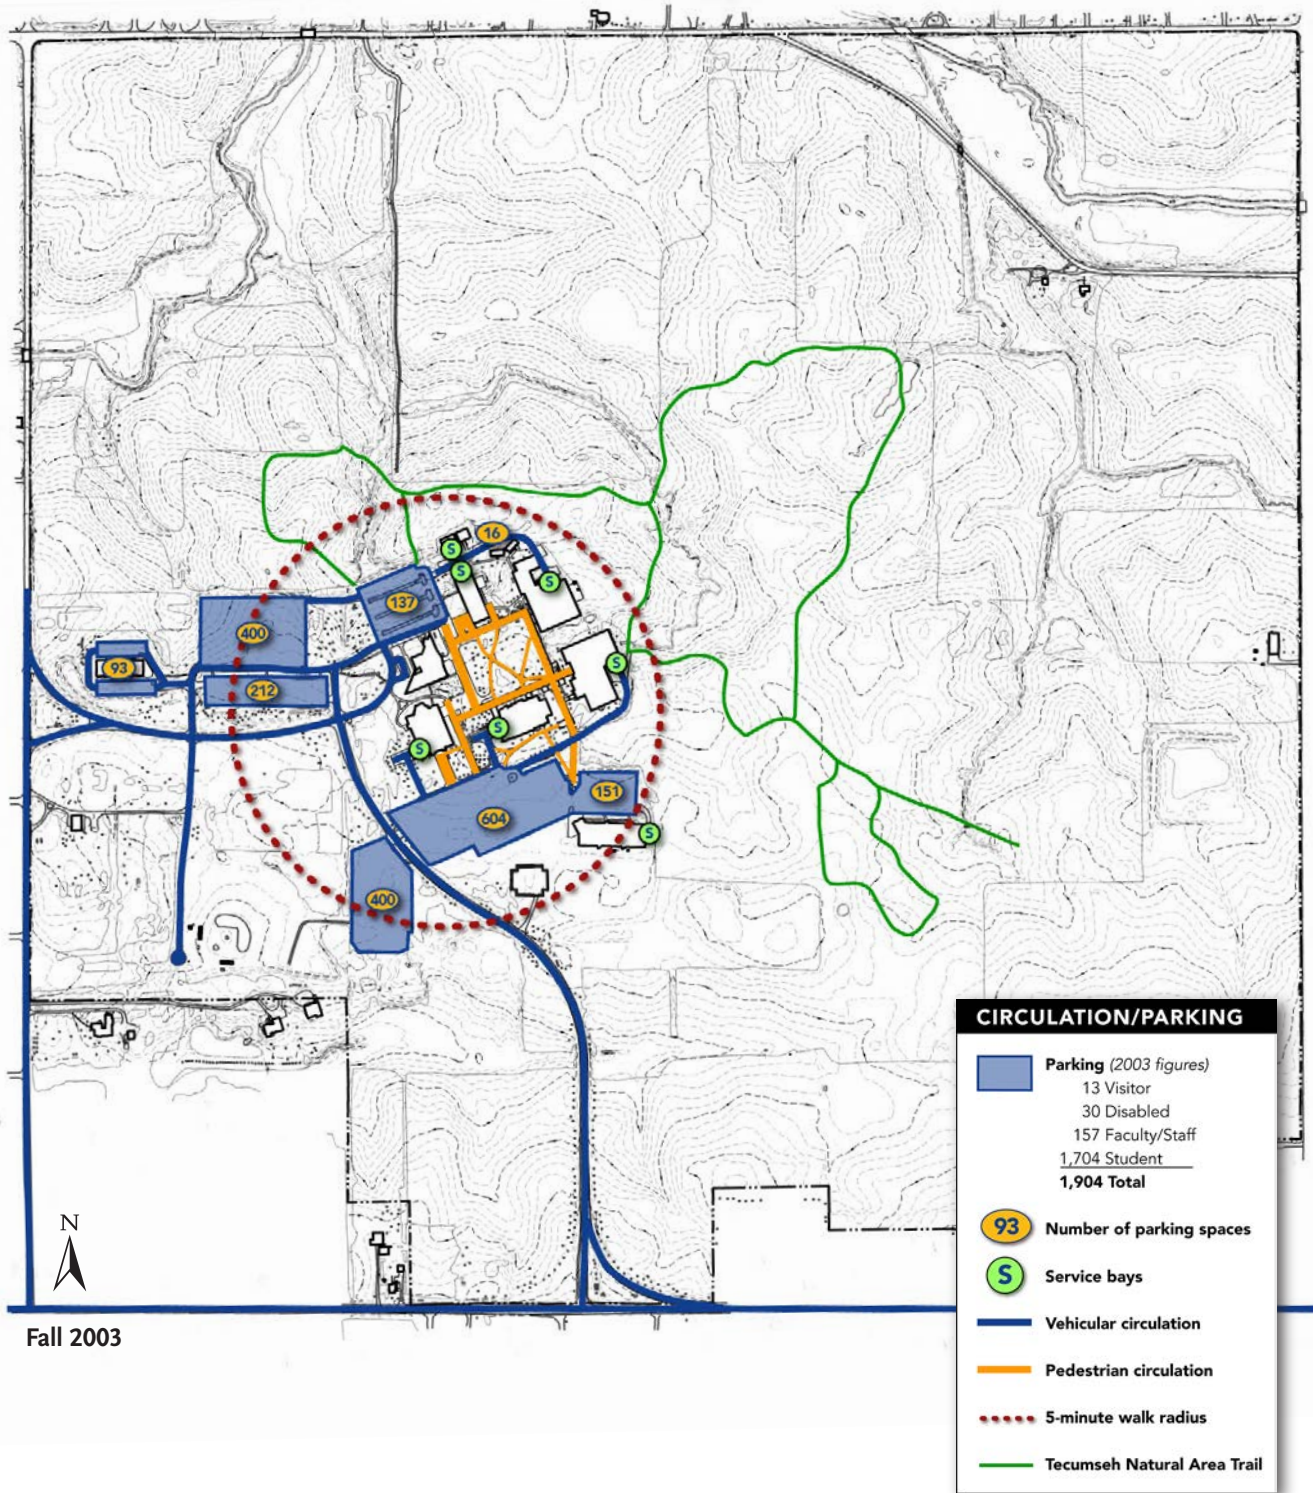 16
S
S
S
137
400
S
93
212
S
S
151
604
S
400
N
Fall 2003
CIRCULATION/PARKING
Parking (2003 figures)
13 Visitor
30 Disabled
157 Faculty/Staff
1,704 Student
1,904 Total
93 Number of parking spaces
S Service bays
Vehicular circulation
Pedestrian circulation
5-minute walk radius
Tecumseh Natural Area Trail